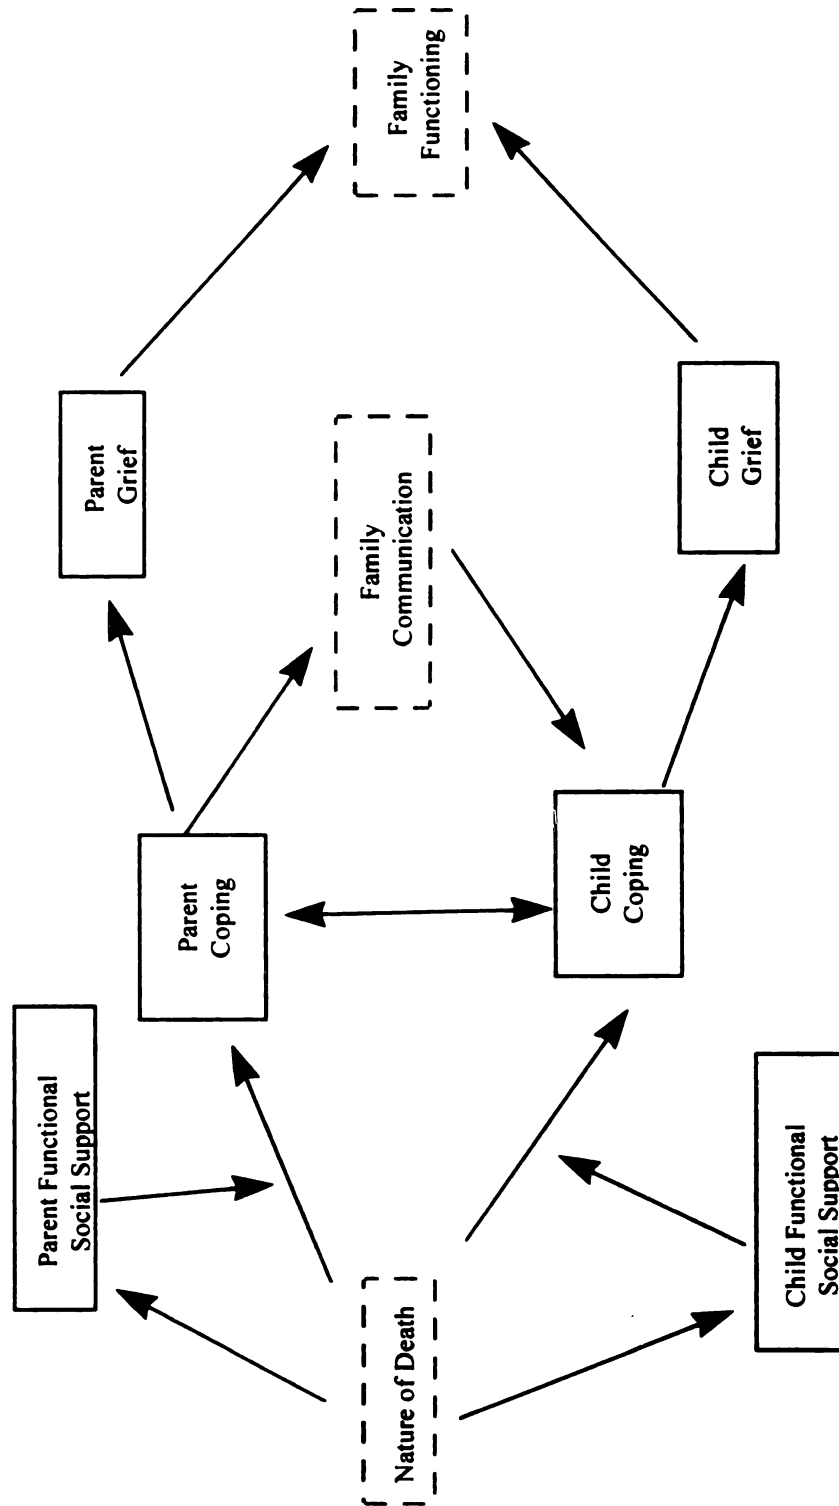 Nature of Death
Parent Functional
Social Support
Child Functional
Social Support
Parent
Coping
Child
Coping
Family
Communication
Parent
Grief
Child
Grief
Family
Functioning